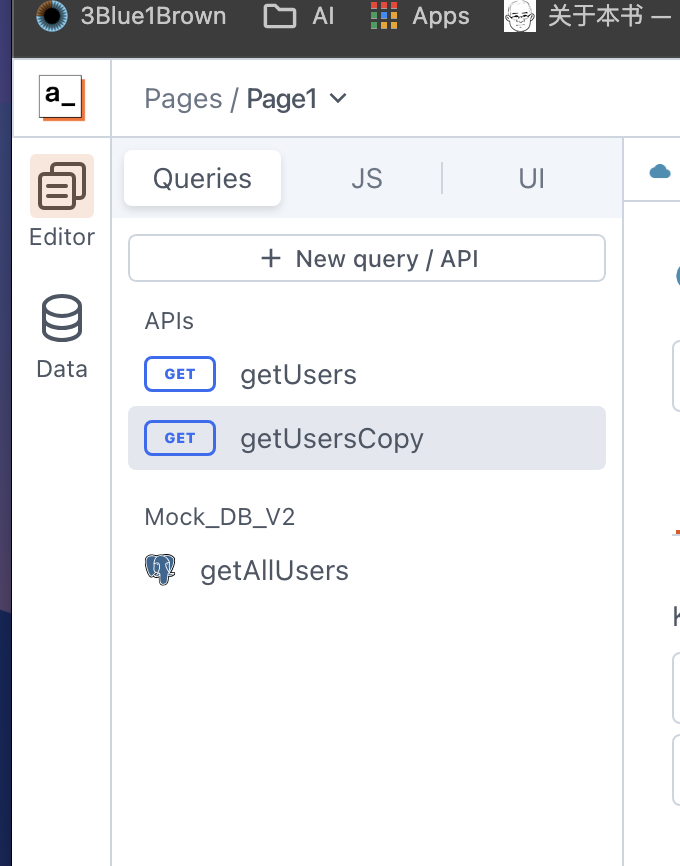 3Blue1Brown AI Apps 关于本书 —
a_ Pages / Page1
Queries JS UI
Editor
+ New query / API
APIs
Data
GET getUsers
GET getUsersCopy
Mock_DB_V2
getAllUsers